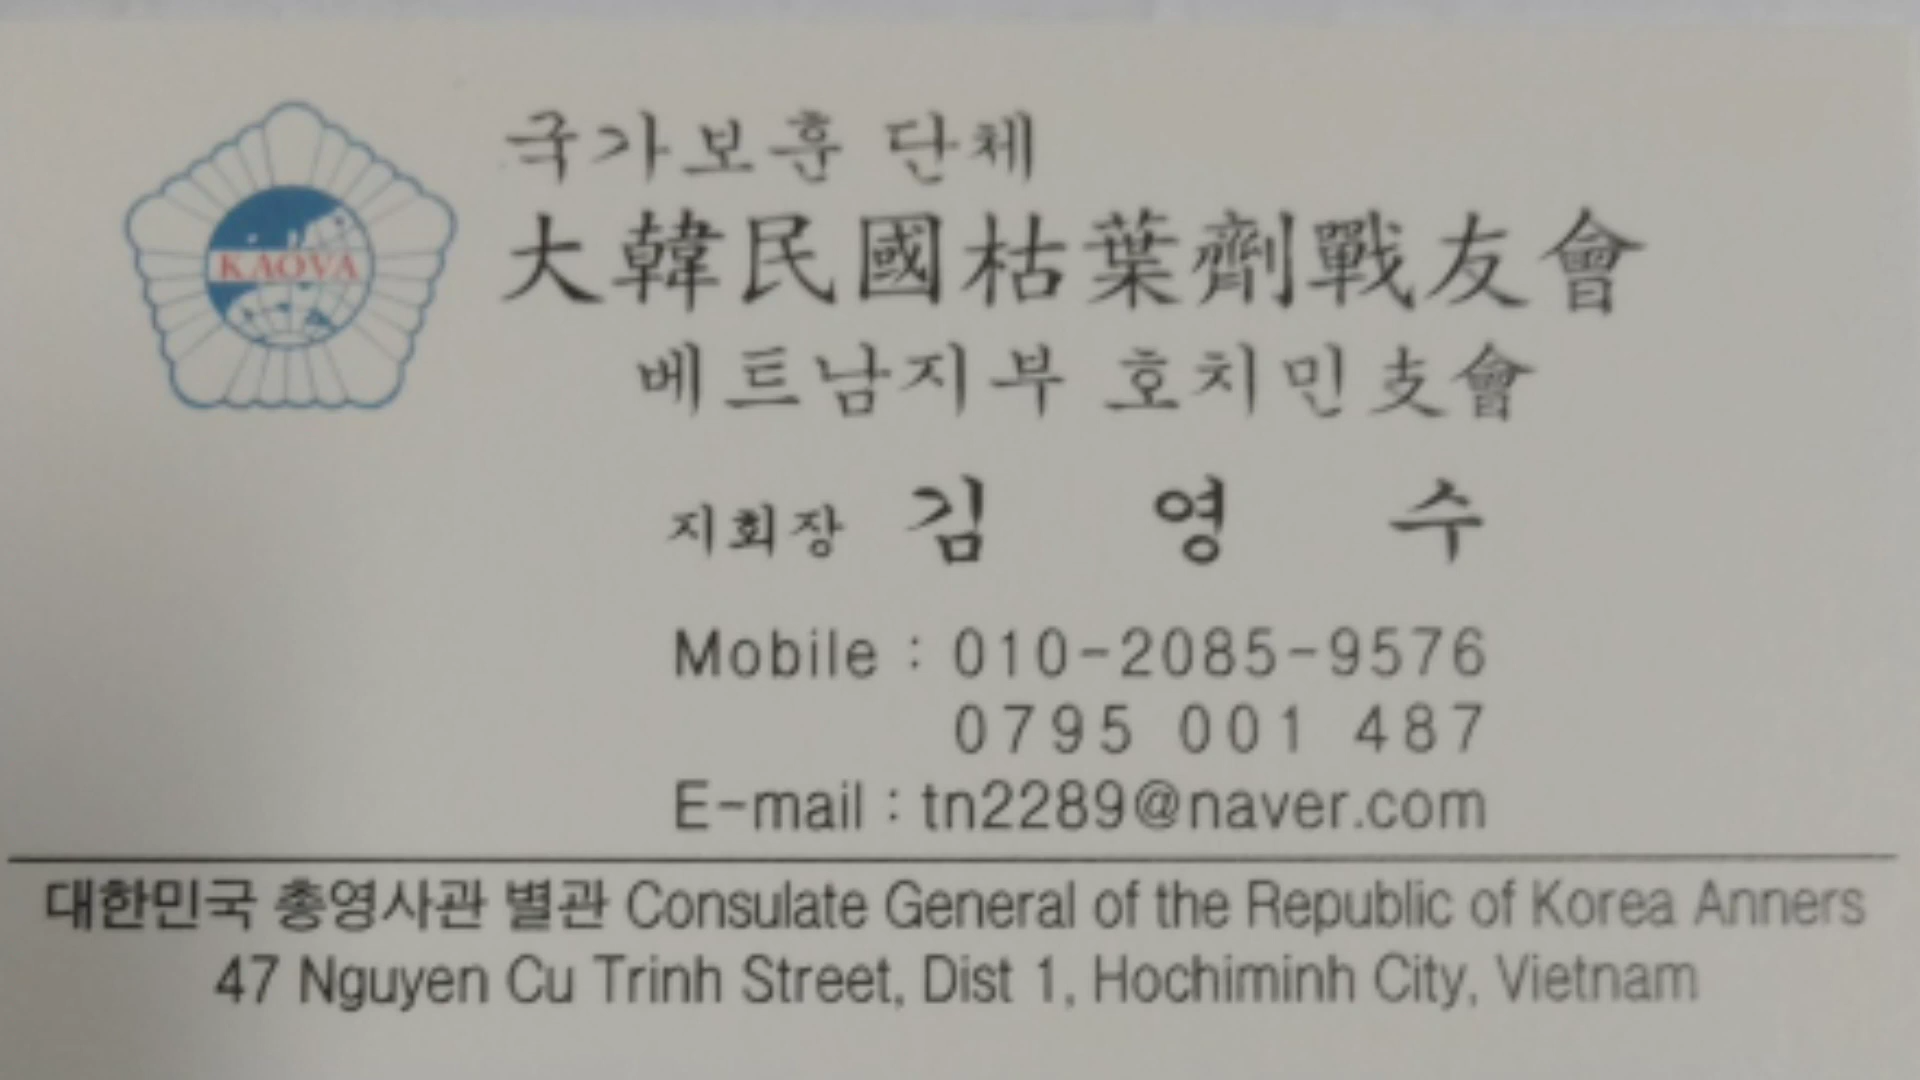 KAOVA
국가보훈 단체
大韓民國枯葉劑戰友會
베트남지부 호치민支會
지회장 김 영 수
Mobile : 010-2085-9576
0795 001 487
E-mail : tn2289@naver.com
대한민국 총영사관 별관 Consulate General of the Republic of Korea Anners
47 Nguyen Cu Trinh Street, Dist 1, Hochiminh City, Vietnam